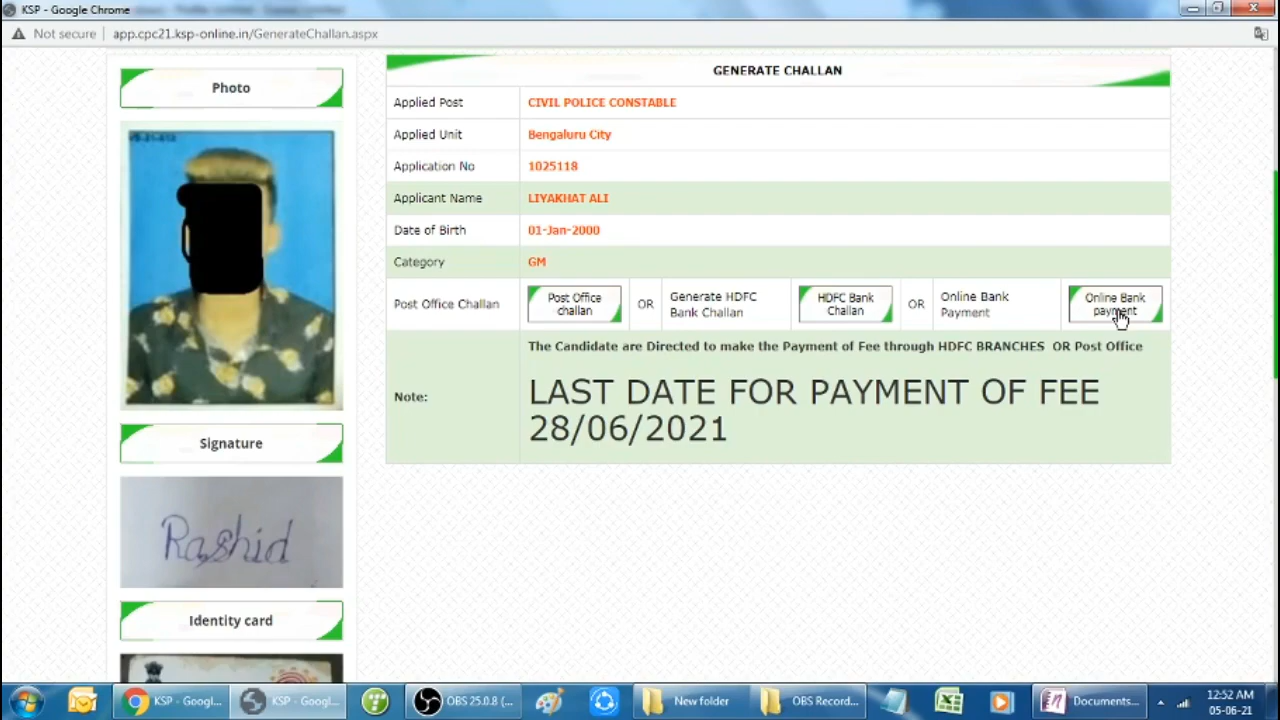 KSP - Google Chrome
Not secure | app.cpc21.ksp-online.in/GenerateChallan.aspx
Photo
GENERATE CHALLAN
Applied Post CIVIL POLICE CONSTABLE
Applied Unit Bengaluru City
Application No 1025118
Applicant Name LIYAKHAT ALI
Date of Birth 01-Jan-2000
Category GM
Post Office Challan
Post Office
challan
OR
Generate HDFC
Bank Challan
HDFC Bank
Challan
OR
Online Bank
Payment
Online Bank
payment
The Candidate are Directed to make the Payment of Fee through HDFC BRANCHES OR Post Office
Note:
LAST DATE FOR PAYMENT OF FEE
28/06/2021
Signature
Rashid
Identity card
KSP - Googl...
KSP - Googl...
OBS 25.0.8 (...
New folder
OBS Record...
Documents...
12:52 AM
05-06-21